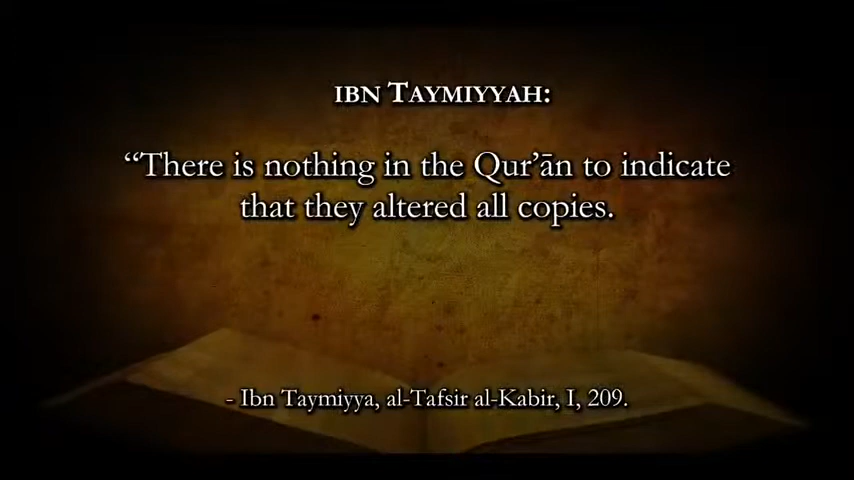 IBN TAYMIYYAH:
“There is nothing in the Qur’ān to indicate
that they altered all copies.
- Ibn Taymiyya, al-Tafsir al-Kabir, I, 209.